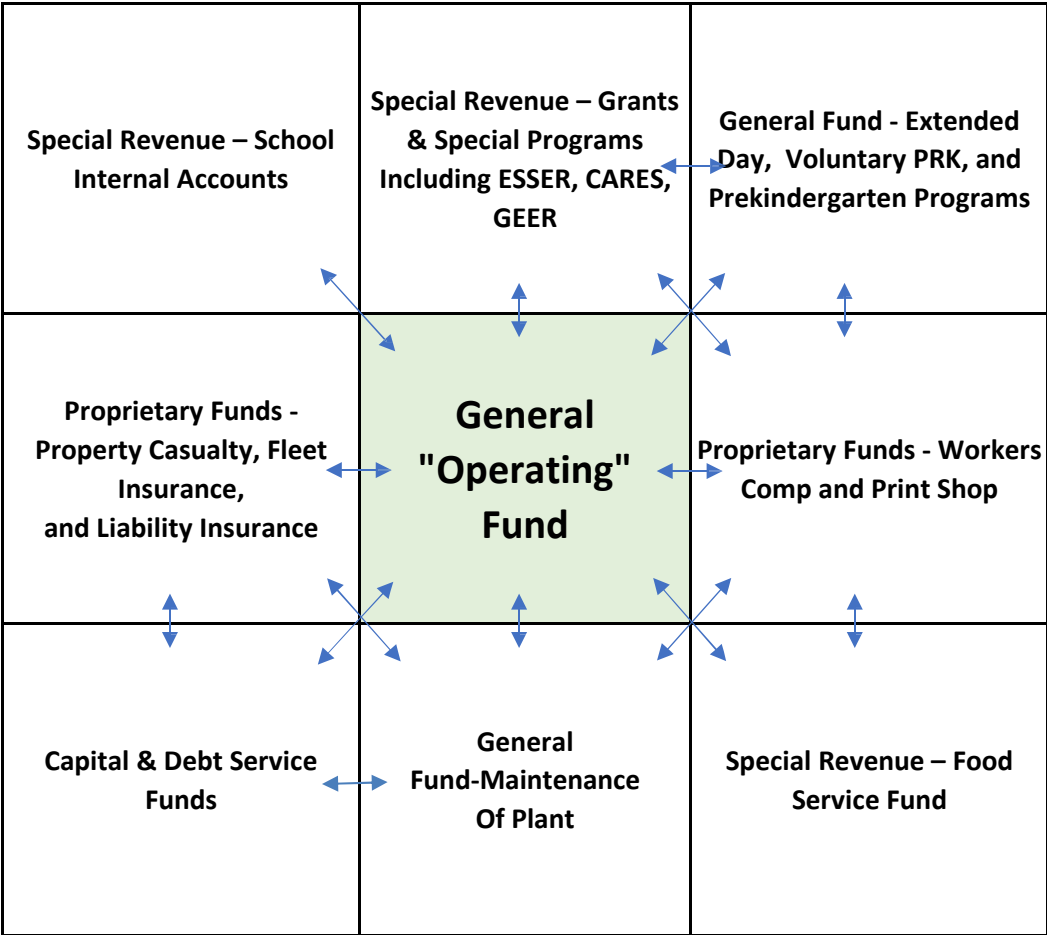 Special Revenue – School
Internal Accounts
Special Revenue – Grants
& Special Programs
Including ESSER, CARES,
GEER
General Fund - Extended
Day,  Voluntary PRK, and
Prekindergarten Programs
Proprietary Funds -
Property Casualty, Fleet
Insurance,
and Liability Insurance
General
"Operating"
Fund
Proprietary Funds - Workers
Comp and Print Shop
Capital & Debt Service
Funds
General
Fund-Maintenance
Of Plant
Special Revenue – Food
Service Fund